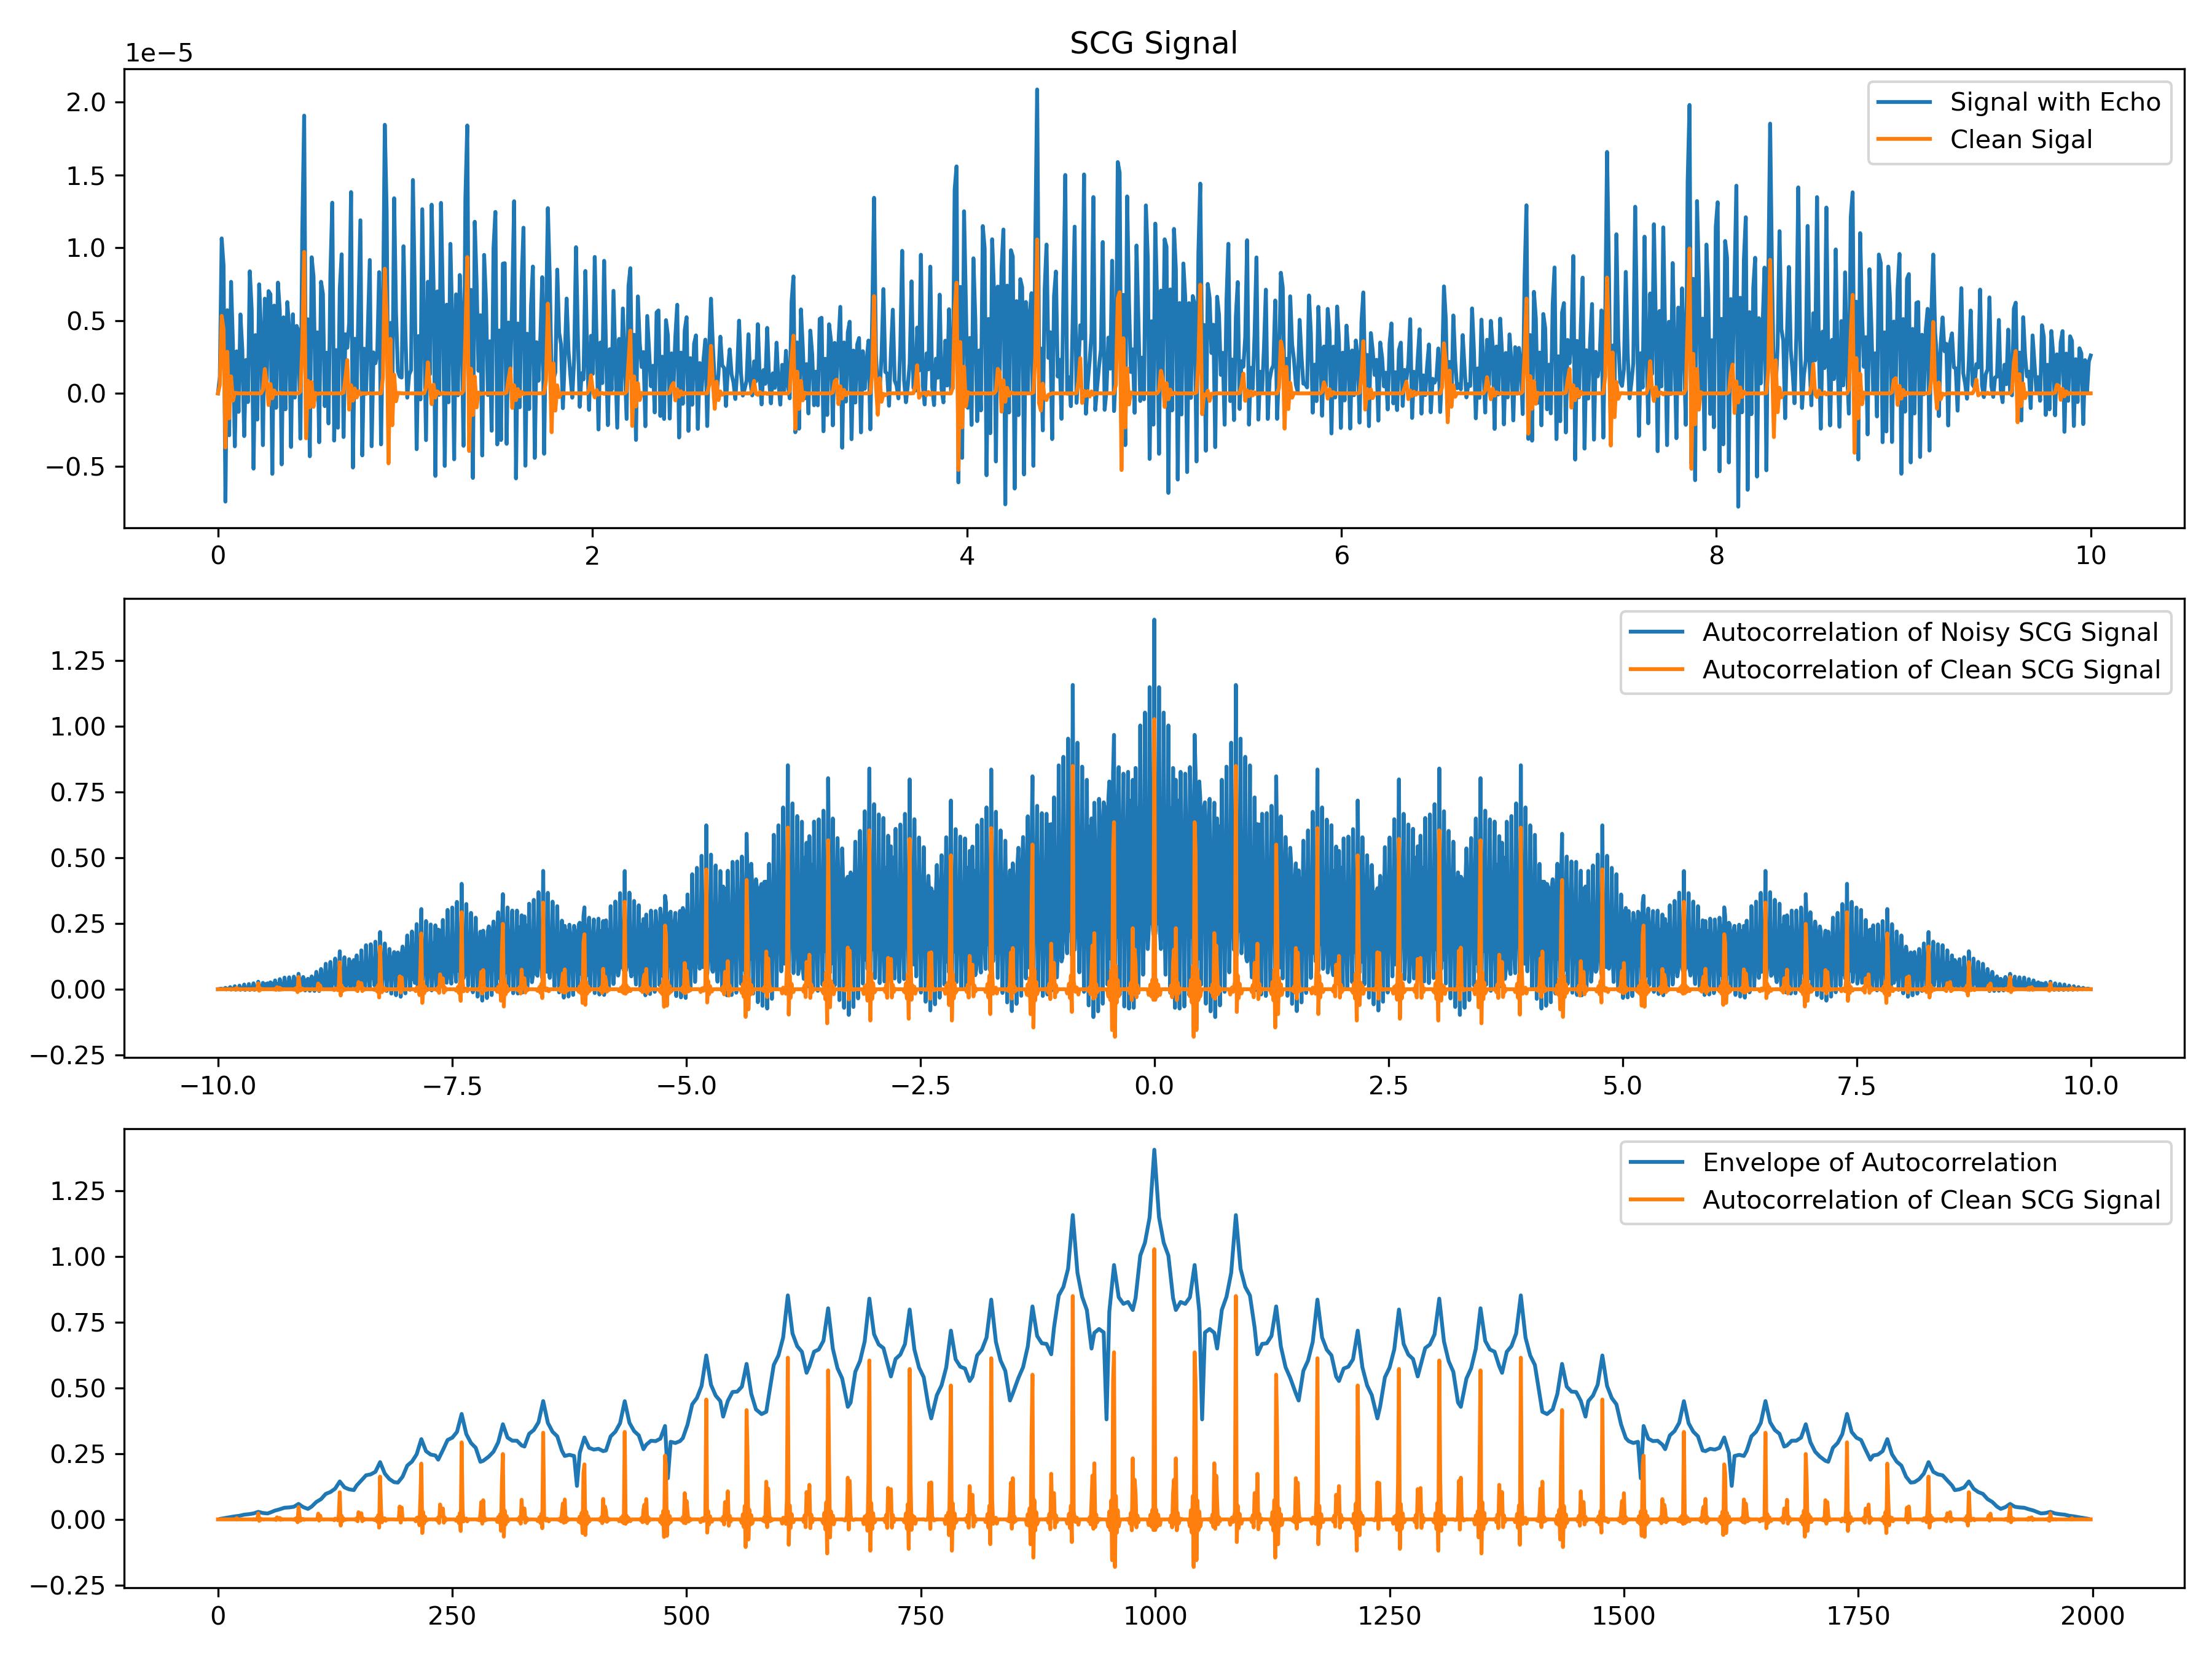 SCG Signal
1e−5
Signal with Echo
Clean Sigal
2.0
1.5
1.0
0.5
0.0
−0.5
0 2 4 6 8 10
Autocorrelation of Noisy SCG Signal
Autocorrelation of Clean SCG Signal
1.25
1.00
0.75
0.50
0.25
0.00
−0.25
−10.0 −7.5 −5.0 −2.5 0.0 2.5 5.0 7.5 10.0
Envelope of Autocorrelation
Autocorrelation of Clean SCG Signal
1.25
1.00
0.75
0.50
0.25
0.00
−0.25
0 250 500 750 1000 1250 1500 1750 2000